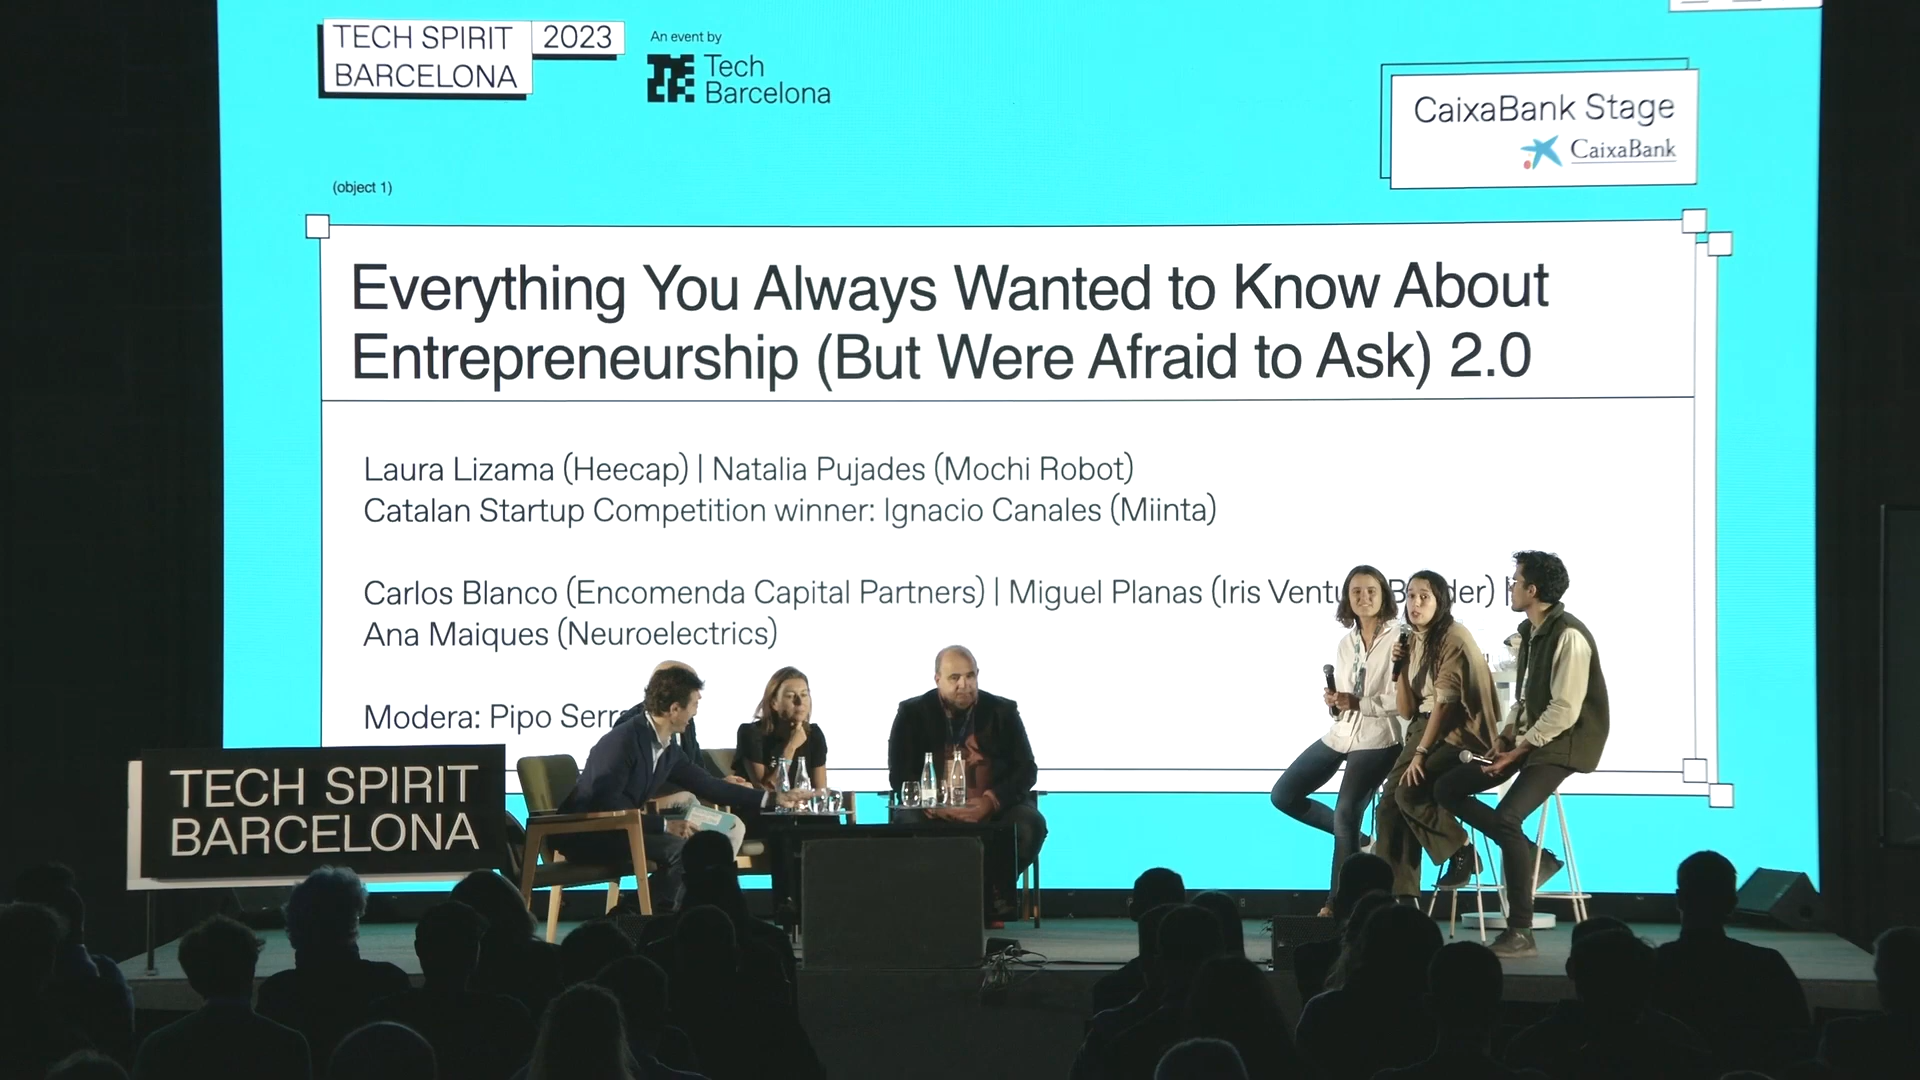 TECH SPIRIT
BARCELONA
2023
An event by
Tech
Barcelona
CaixaBank Stage
CaixaBank
(object 1)
Everything You Always Wanted to Know About
Entrepreneurship (But Were Afraid to Ask) 2.0
Laura Lizama (Heecap) | Natalia Pujades (Mochi Robot)
Catalan Startup Competition winner: Ignacio Canales (Miinta)
Carlos Blanco (Encomenda Capital Partners) | Miguel Planas (Iris |
Ana Maiques (Neuroelectrics)
Modera: Pipo
TECH SPIRIT
BARCELONA